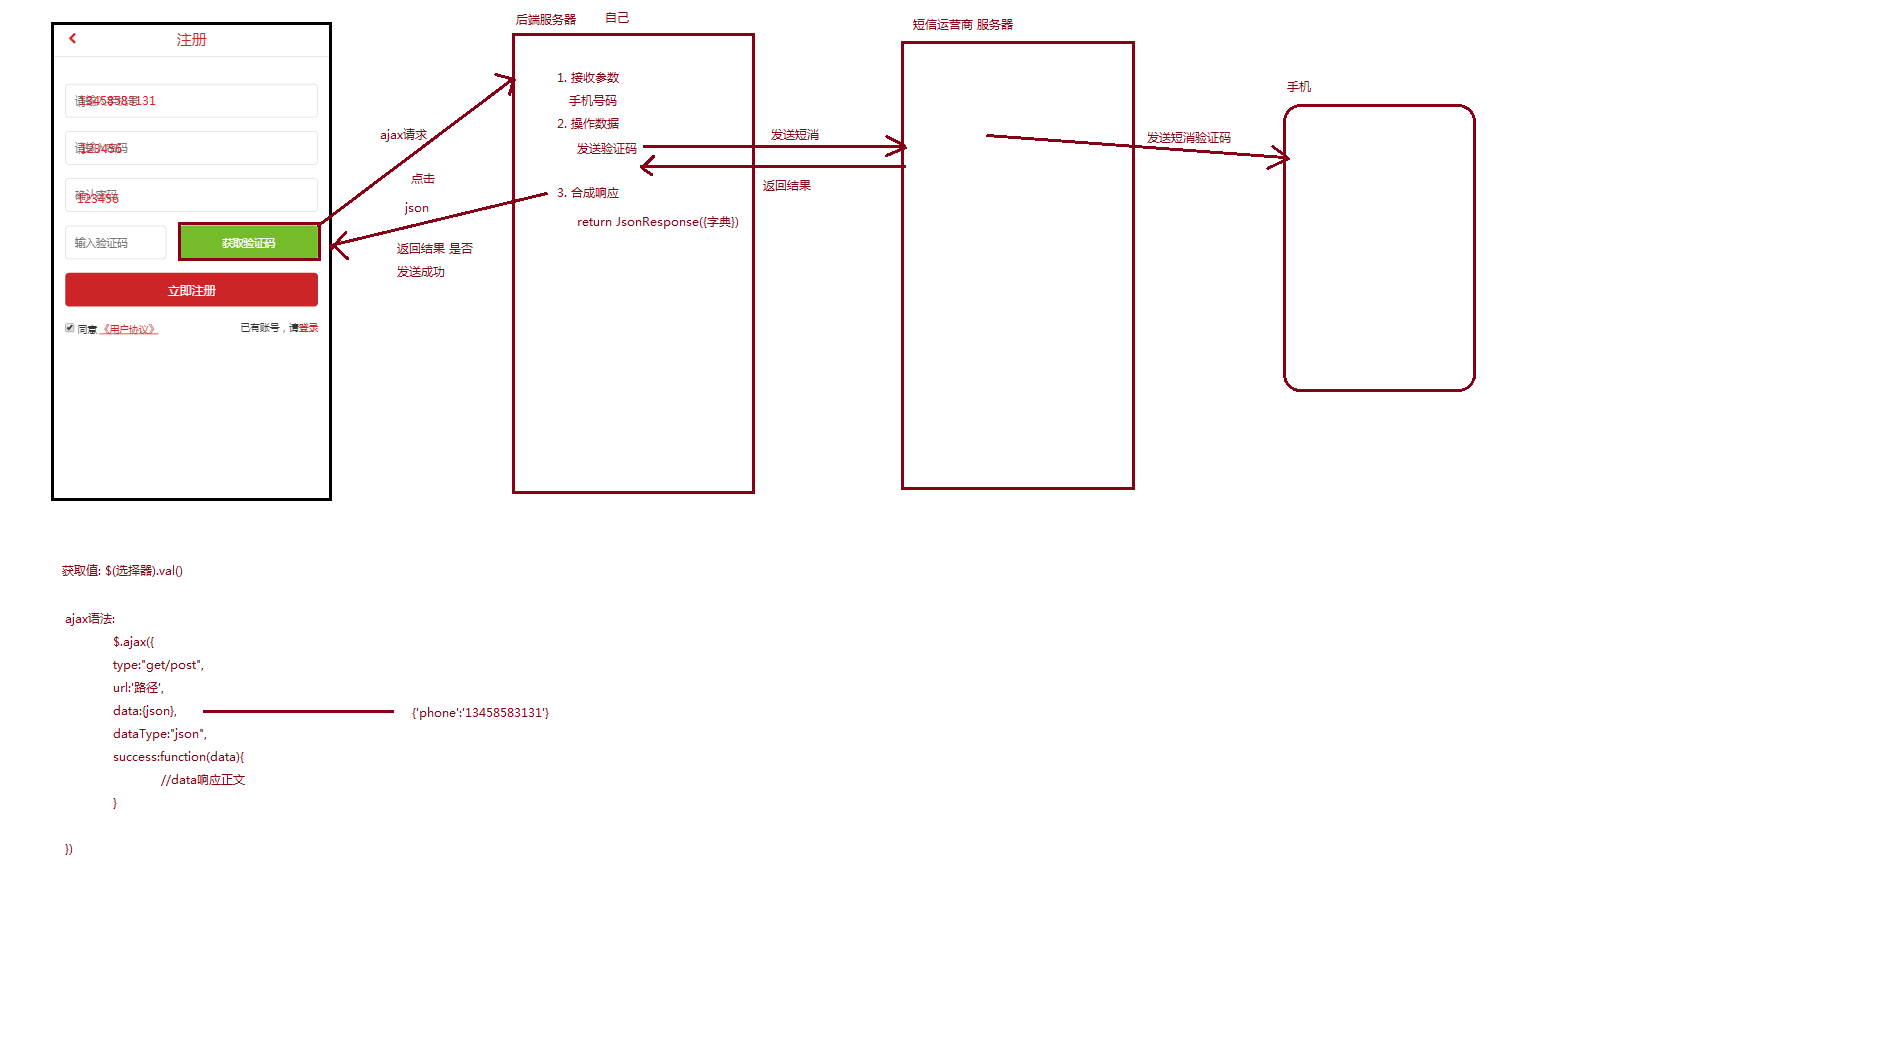 注册
13458583131
123456
确认密码
123456
输入验证码
获取验证码
立即注册
同意《用户协议》
已有账号，请登录
ajax请求
点击
json
返回结果 是否
发送成功
后端服务器
自己
1. 接收参数
手机号码
2. 操作数据
发送验证码
3. 合成响应
return JsonResponse({字典})
发送短消
返回结果
短信运营商 服务器
发送短消验证码
手机
获取值: $(选择器).val()
ajax语法:
$.ajax({
type:"get/post",
url:'路径',
data:{json},
{'phone':'13458583131'}
dataType:"json",
success:function(data){
//data响应正文
}
})